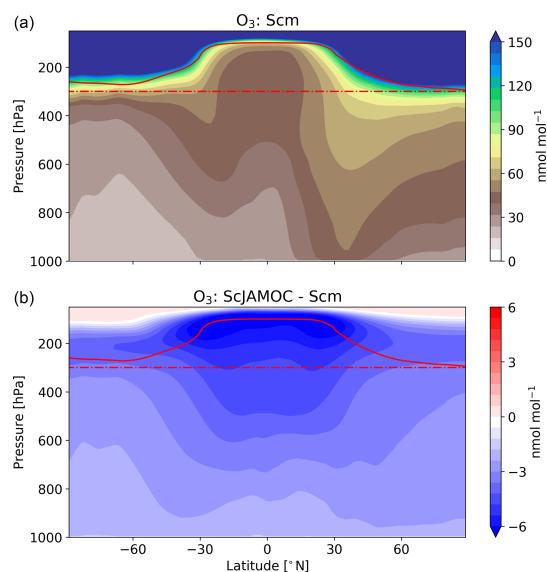 (a)
O₃: Scm
Pressure [hPa]
200
400
600
800
1000
150
120
90
60
30
0
nmol mol⁻¹
(b)
O₃: ScJAMOC - Scm
Pressure [hPa]
200
400
600
800
1000
−60
−30
0
30
60
Latitude [°N]
6
3
0
−3
−6
nmol mol⁻¹